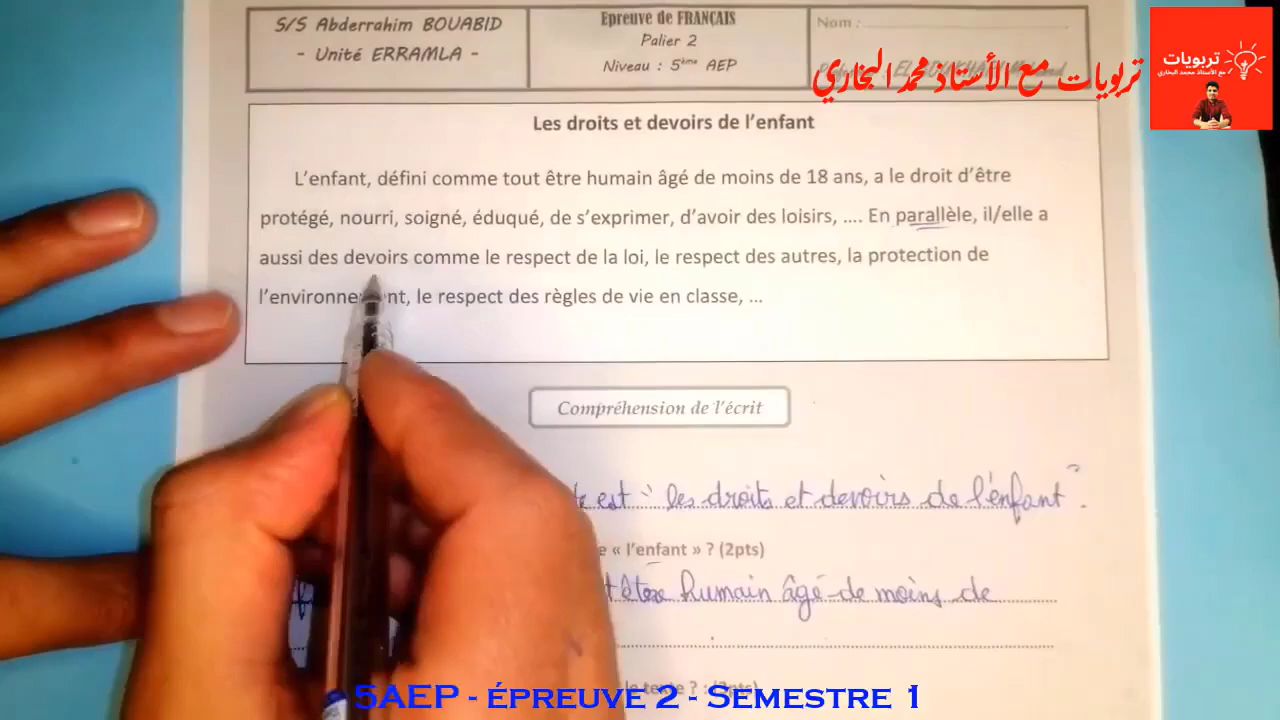 S/S Abderrahim BOUABID
- Unité ERRAMLA -
Epreuve de FRANÇAIS
Palier 2
Niveau : 5ème AEP
Nom :
تربويات مع الأستاذ محمد البخاري
تربويات
مع الأستاذ محمد البخاري
Les droits et devoirs de l'enfant
L'enfant, défini comme tout être humain âgé de moins de 18 ans, a le droit d'être
protégé, nourri, soigné, éduqué, de s'exprimer, d'avoir des loisirs, .... En parallèle, il/elle a
aussi des devoirs comme le respect de la loi, le respect des autres, la protection de
l'environnement, le respect des règles de vie en classe, ...
Compréhension de l'écrit
est : "les droits et devoirs de l'enfant".
« l'enfant » ? (2pts)
être humain âgé de moins de
le texte ? : (2pts)
5AEP - épreuve 2 - Semestre 1